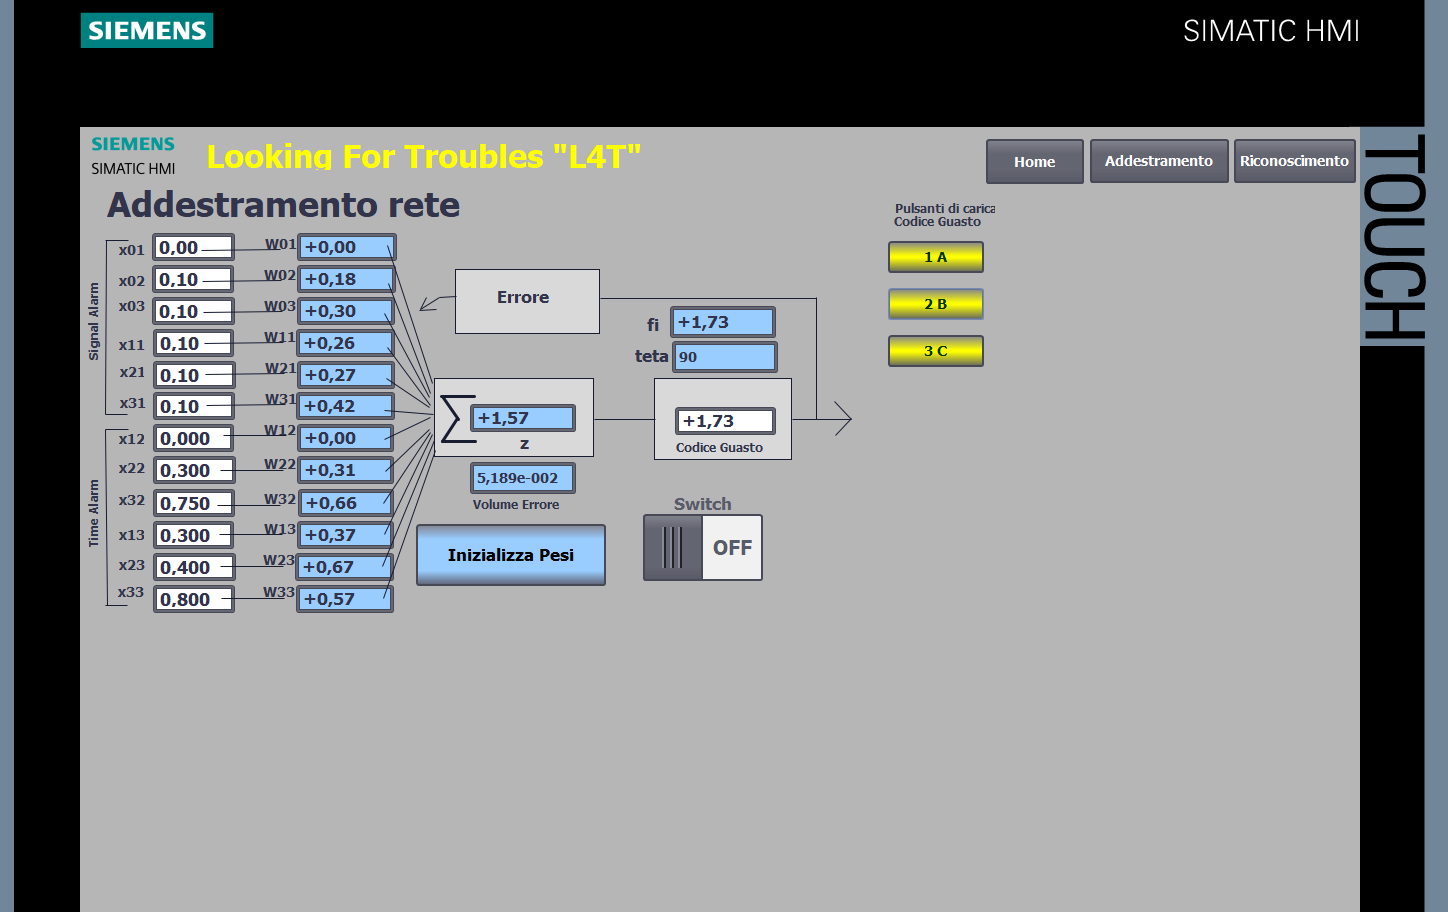 SIEMENS
SIMATIC HMI
SIEMENS
SIMATIC HMI
Looking For Troubles "L4T"
Home
Addestramento
Riconoscimento
TOUCH
Addestramento rete
Pulsanti di carica
Codice Guasto
Signal Alarm
x01 0,00 W01 +0,00
x02 0,10 W02 +0,18
x03 0,10 W03 +0,30
x11 0,10 W11 +0,26
x21 0,10 W21 +0,27
x31 0,10 W31 +0,42
Time Alarm
x12 0,000 W12 +0,00
x22 0,300 W22 +0,31
x32 0,750 W32 +0,66
x13 0,300 W13 +0,37
x23 0,400 W23 +0,67
x33 0,800 W33 +0,57
Errore
fi +1,73
teta 90
∑ +1,57
z
5,189e-002
Volume Errore
+1,73
Codice Guasto
Inizializza Pesi
Switch
OFF
1 A
2 B
3 C